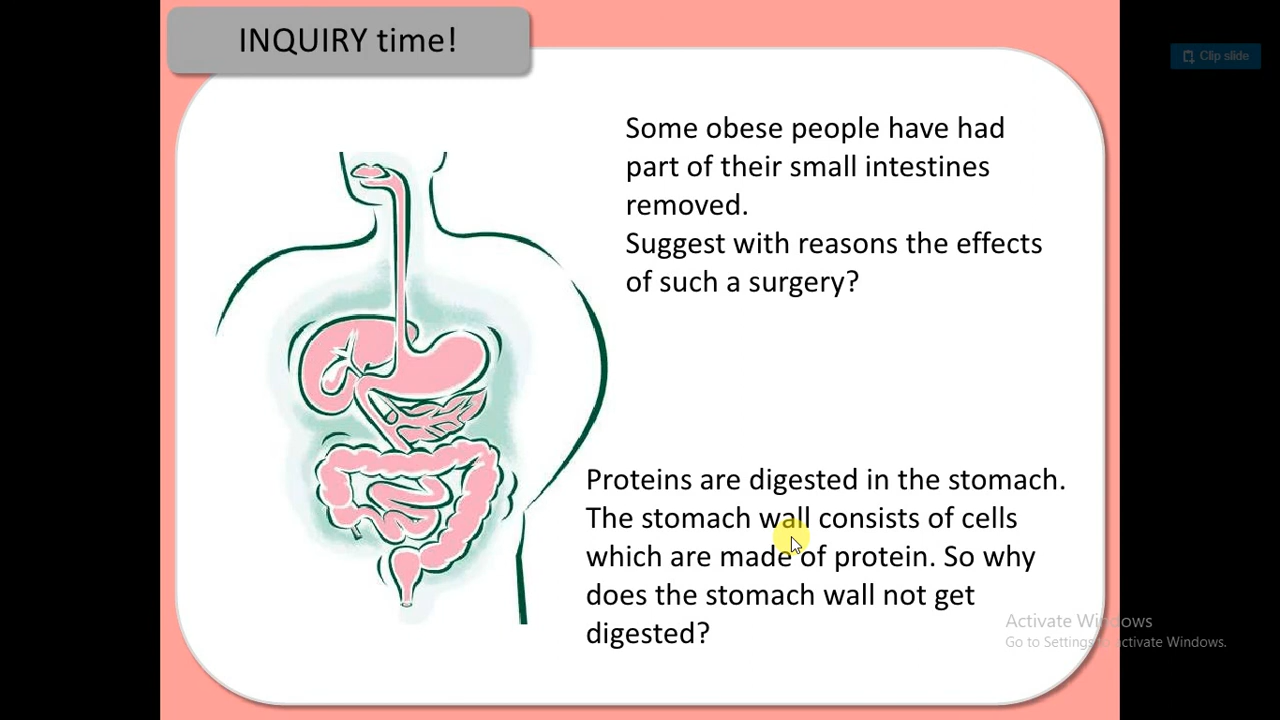 INQUIRY time!
Clip slide
Some obese people have had
part of their small intestines
removed.
Suggest with reasons the effects
of such a surgery?
Proteins are digested in the stomach.
The stomach wall consists of cells
which are made of protein. So why
does the stomach wall not get
digested?
Activate Windows
Go to Settings to activate Windows.